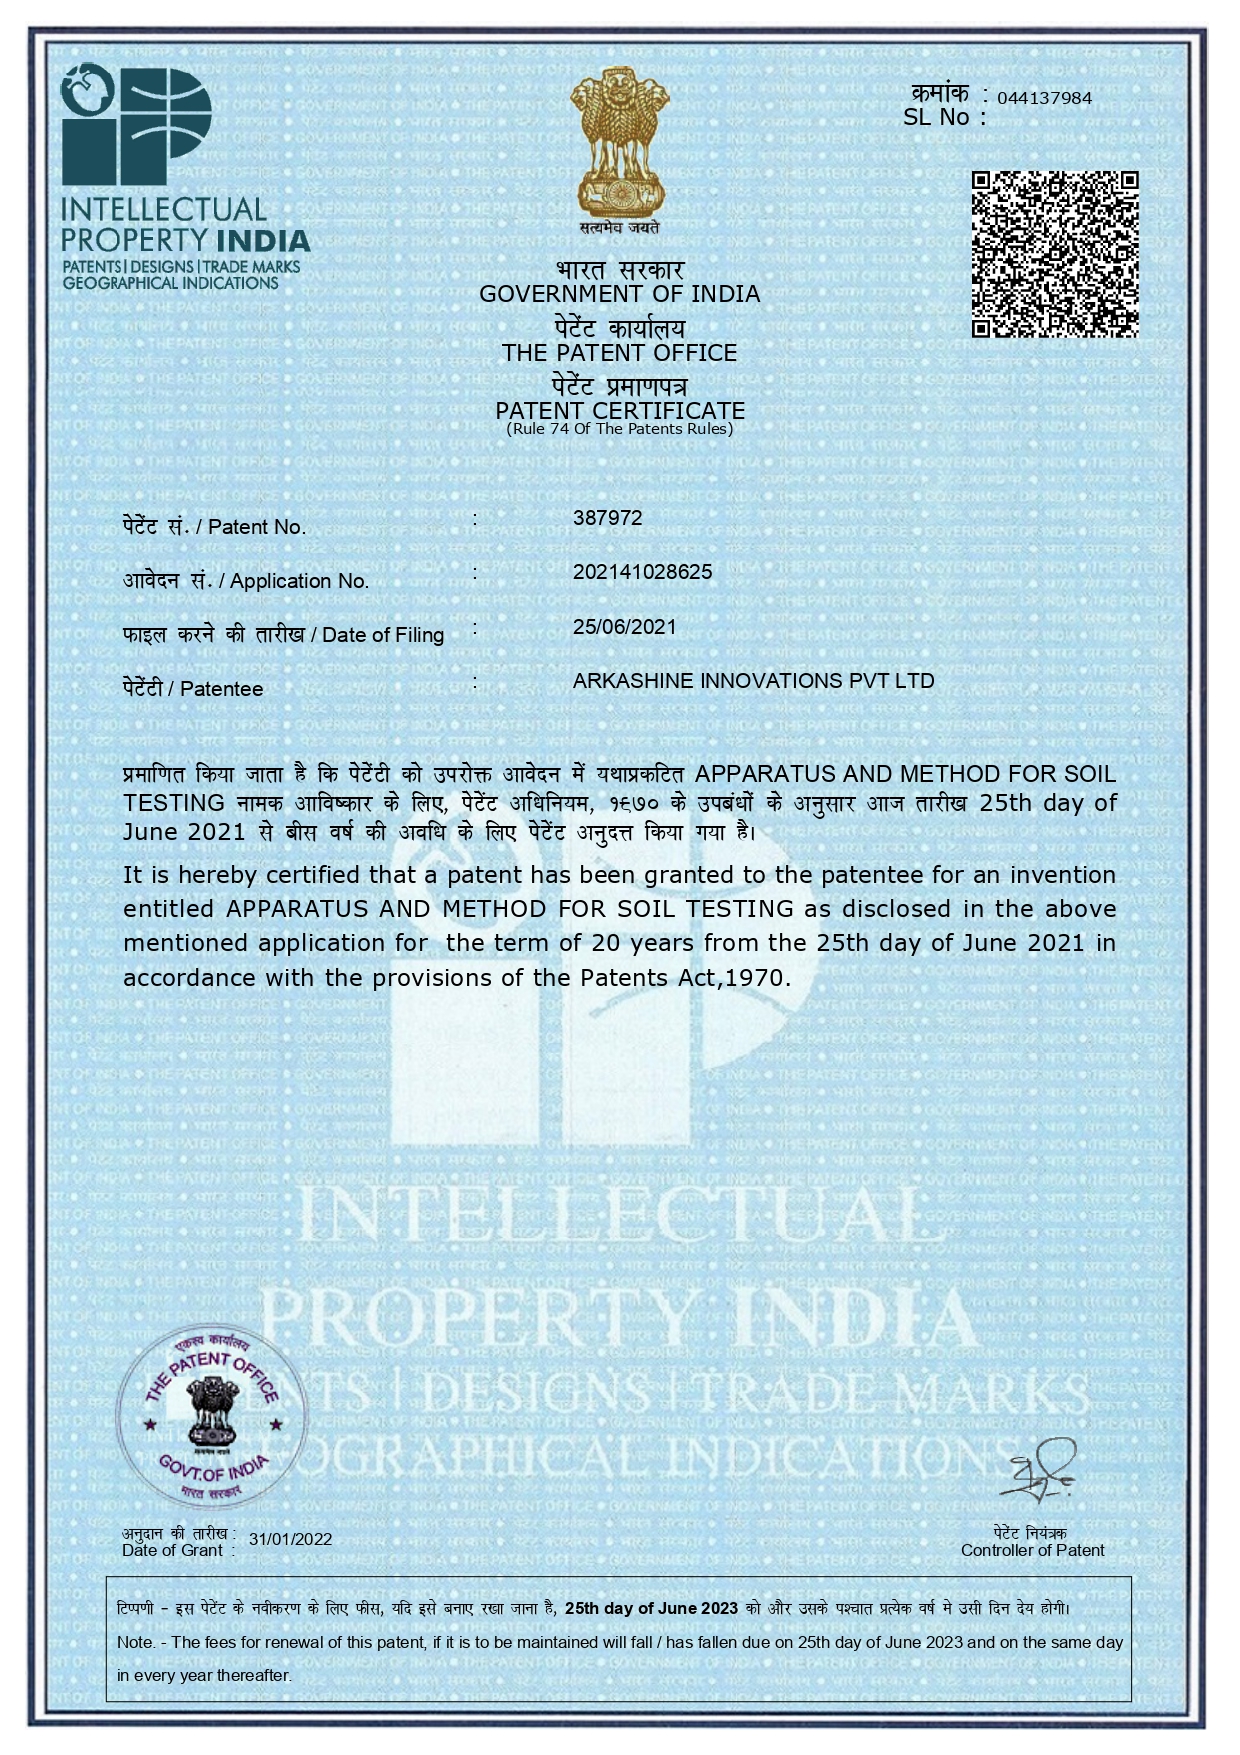 INTELLECTUAL
PROPERTY INDIA
PATENTS | DESIGNS | TRADE MARKS
GEOGRAPHICAL INDICATIONS
सत्यमेव जयते
क्रमांक : 044137984
SL No :
भारत सरकार
GOVERNMENT OF INDIA
पेटेंट कार्यालय
THE PATENT OFFICE
पेटेंट प्रमाणपत्र
PATENT CERTIFICATE
(Rule 74 Of The Patents Rules)
पेटेंट सं. / Patent No. : 387972
आवेदन सं. / Application No. : 202141028625
फाइल करने की तारीख / Date of Filing : 25/06/2021
पेटेंटी / Patentee : ARKASHINE INNOVATIONS PVT LTD
प्रमाणित किया जाता है कि पेटेंटी को उपरोक्त आवेदन में यथाप्रकटित APPARATUS AND METHOD FOR SOIL
TESTING नामक आविष्कार के लिए, पेटेंट अधिनियम, १९७० के उपबंधों के अनुसार आज तारीख 25th day of
June 2021 से बीस वर्ष की अवधि के लिए पेटेंट अनुदत्त किया गया है।
It is hereby certified that a patent has been granted to the patentee for an invention
entitled APPARATUS AND METHOD FOR SOIL TESTING as disclosed in the above
mentioned application for the term of 20 years from the 25th day of June 2021 in
accordance with the provisions of the Patents Act,1970.
INTELLECTUAL
PROPERTY INDIA
TS | DESIGNS | TRADE MARKS
OGRAPHICAL INDICATIONS
एकस्व कार्यालय
THE PATENT OFFICE
GOVT.OF INDIA
भारत सरकार
अनुदान की तारीख : 31/01/2022
Date of Grant :
पेटेंट नियंत्रक
Controller of Patent
टिप्पणी - इस पेटेंट के नवीकरण के लिए फीस, यदि इसे बनाए रखा जाना है, 25th day of June 2023 को और उसके पश्चात प्रत्येक वर्ष मे उसी दिन देय होगी।
Note. - The fees for renewal of this patent, if it is to be maintained will fall / has fallen due on 25th day of June 2023 and on the same day
in every year thereafter.